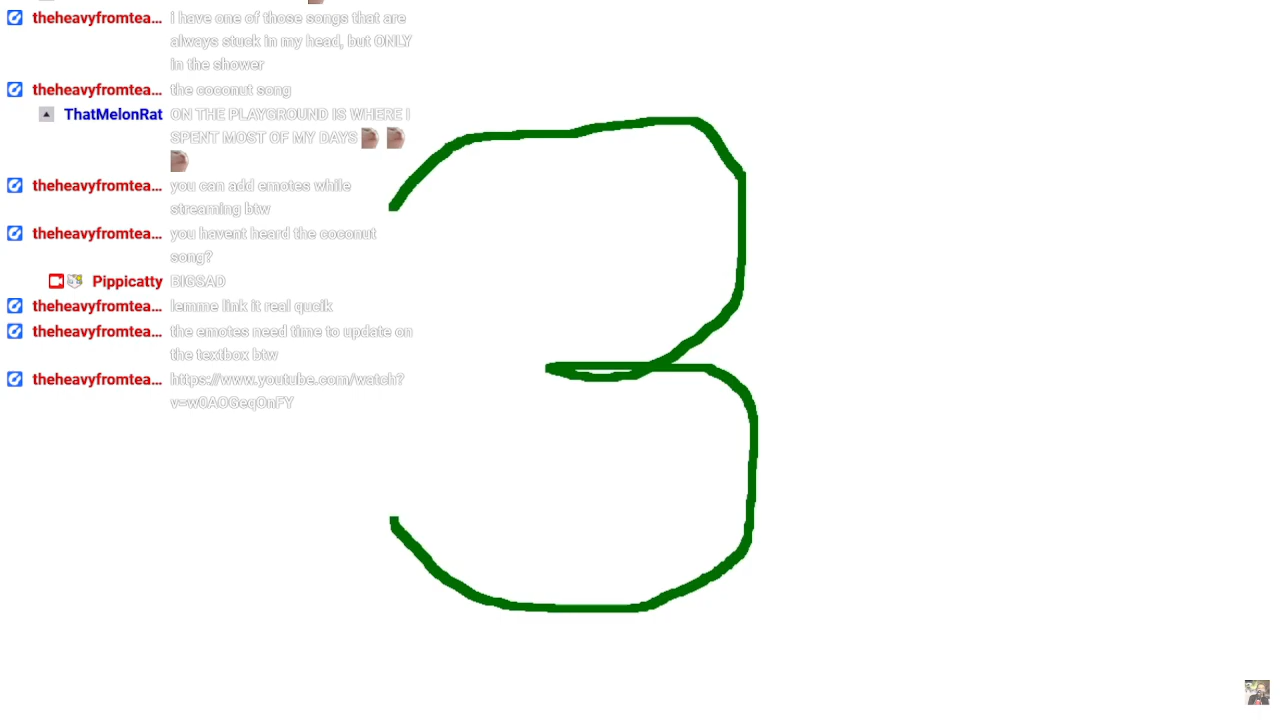 theheavyfromtea... i have one of those songs that are
always stuck in my head, but ONLY
in the shower
theheavyfromtea... the coconut song
ThatMelonRat ON THE PLAYGROUND IS WHERE I
SPENT MOST OF MY DAYS
theheavyfromtea... you can add emotes while
streaming btw
theheavyfromtea... you havent heard the coconut
song?
Pippicatty BIGSAD
theheavyfromtea... lemme link it real qucik
theheavyfromtea... the emotes need time to update on
the textbox btw
theheavyfromtea... https://www.youtube.com/watch?
v=w0AOGeqOnFY
3